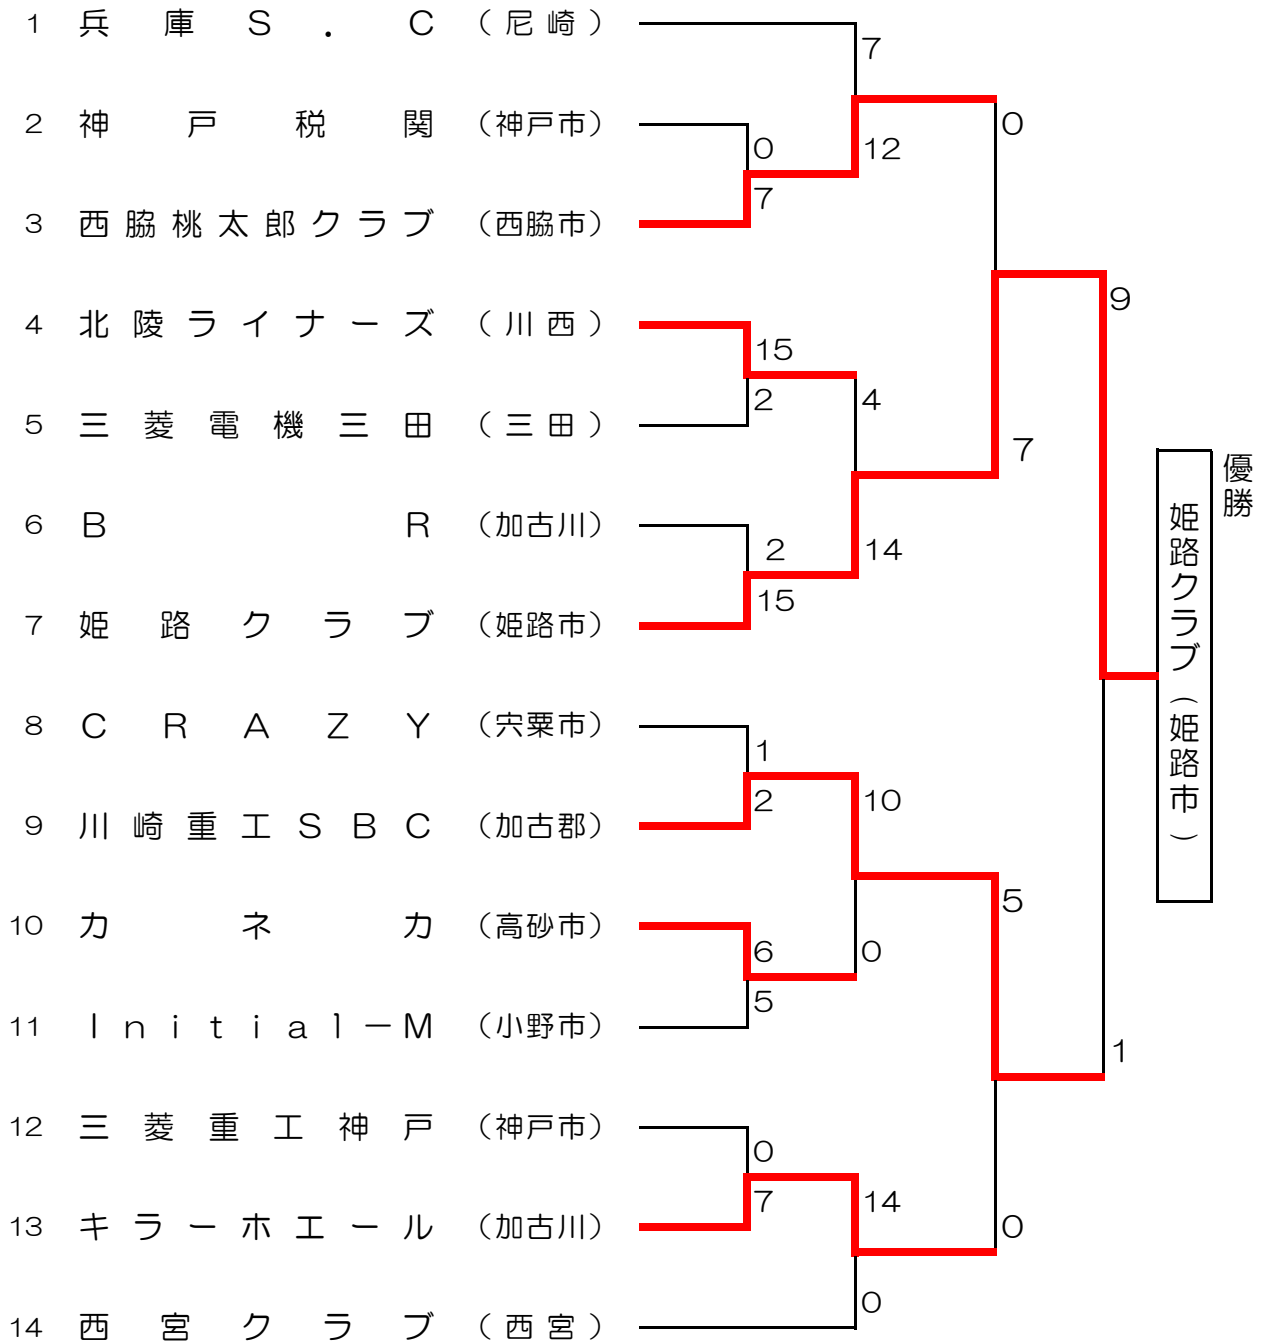 1 兵庫S.C （尼崎）
7
2 神戸税関 （神戸市）
0
0
12
7
3 西脇桃太郎クラブ （西脇市）
9
4 北陵ライナーズ （川西）
15
2
4
5 三菱電機三田 （三田）
7
6 BR （加古川）
2
14
15
7 姫路クラブ （姫路市）
優勝
姫路クラブ（姫路市）
8 CRAZY （宍粟市）
1
2
10
9 川崎重工SBC （加古郡）
5
10 カネカ （高砂市）
6
0
5
11 Initial－M （小野市）
1
12 三菱重工神戸 （神戸市）
0
7
14
13 キラーホエール （加古川）
0
0
14 西宮クラブ （西宮）